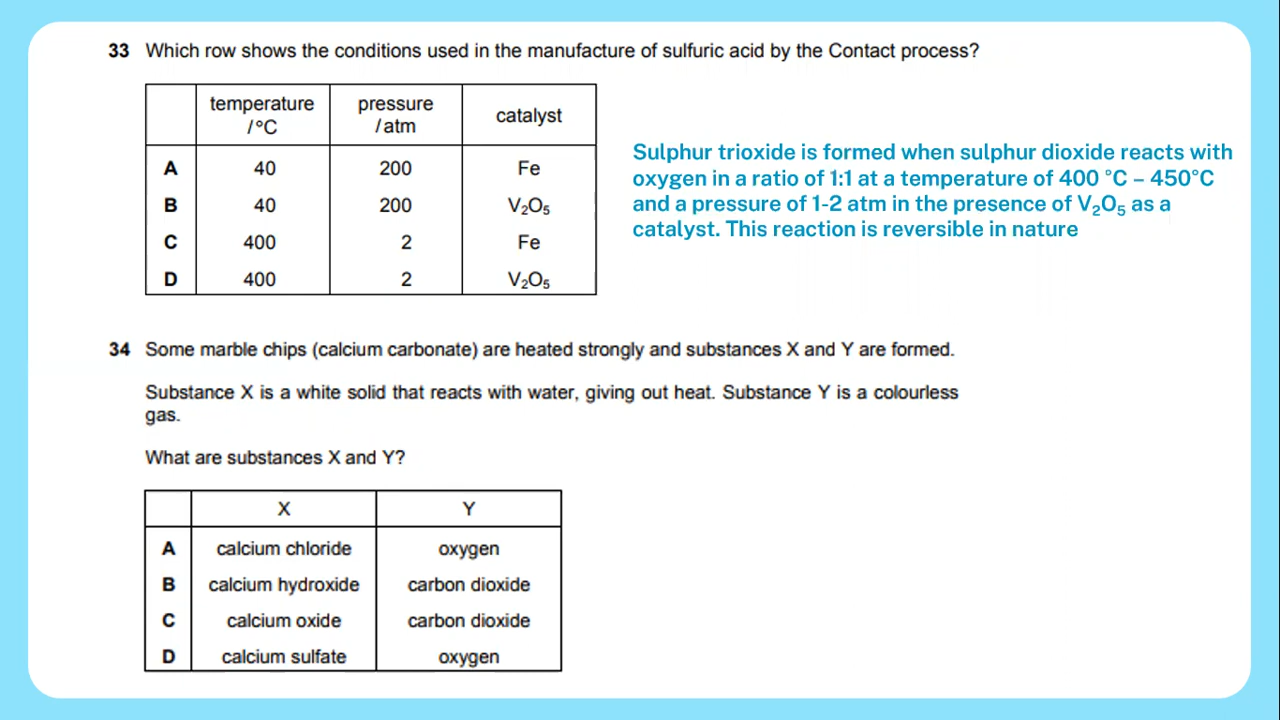 33 Which row shows the conditions used in the manufacture of sulfuric acid by the Contact process?
temperature pressure catalyst
/ °C / atm
A 40 200 Fe
B 40 200 V₂O₅
C 400 2 Fe
D 400 2 V₂O₅
Sulphur trioxide is formed when sulphur dioxide reacts with
oxygen in a ratio of 1:1 at a temperature of 400 °C – 450°C
and a pressure of 1-2 atm in the presence of V₂O₅ as a
catalyst. This reaction is reversible in nature
34 Some marble chips (calcium carbonate) are heated strongly and substances X and Y are formed.
Substance X is a white solid that reacts with water, giving out heat. Substance Y is a colourless
gas.
What are substances X and Y?
X Y
A calcium chloride oxygen
B calcium hydroxide carbon dioxide
C calcium oxide carbon dioxide
D calcium sulfate oxygen